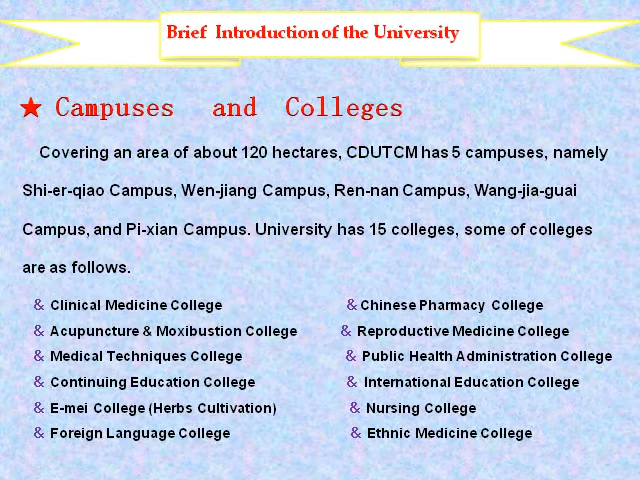 Brief Introduction of the University
★ Campuses and Colleges
Covering an area of about 120 hectares, CDUTCM has 5 campuses, namely
Shi-er-qiao Campus, Wen-jiang Campus, Ren-nan Campus, Wang-jia-guai
Campus, and Pi-xian Campus. University has 15 colleges, some of colleges
are as follows.
& Clinical Medicine College & Chinese Pharmacy College
& Acupuncture & Moxibustion College & Reproductive Medicine College
& Medical Techniques College & Public Health Administration College
& Continuing Education College & International Education College
& E-mei College (Herbs Cultivation) & Nursing College
& Foreign Language College & Ethnic Medicine College